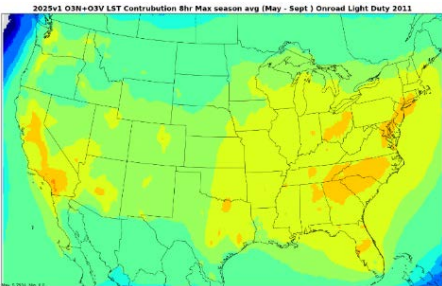 2025v1 O3N+O3V LST Contrubution 8hr Max season avg (May - Sept ) Onroad Light Duty 2011